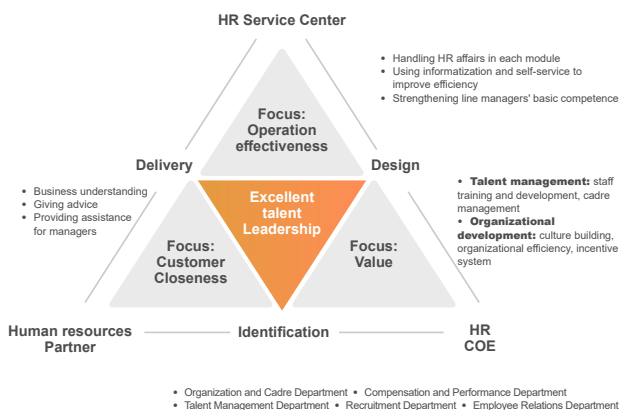 HR Service Center
• Handling HR affairs in each module
• Using informatization and self-service to
improve efficiency
• Strengthening line managers' basic competence
Focus:
Operation
effectiveness
Delivery
Design
• Business understanding
• Giving advice
• Providing assistance
for managers
Excellent
talent
Leadership
• Talent management: staff
training and development, cadre
management
• Organizational
development: culture building,
organizational efficiency, incentive
system
Focus:
Customer
Closeness
Focus:
Value
Human resources
Partner
Identification
HR
COE
• Organization and Cadre Department • Compensation and Performance Department
• Talent Management Department • Recruitment Department • Employee Relations Department